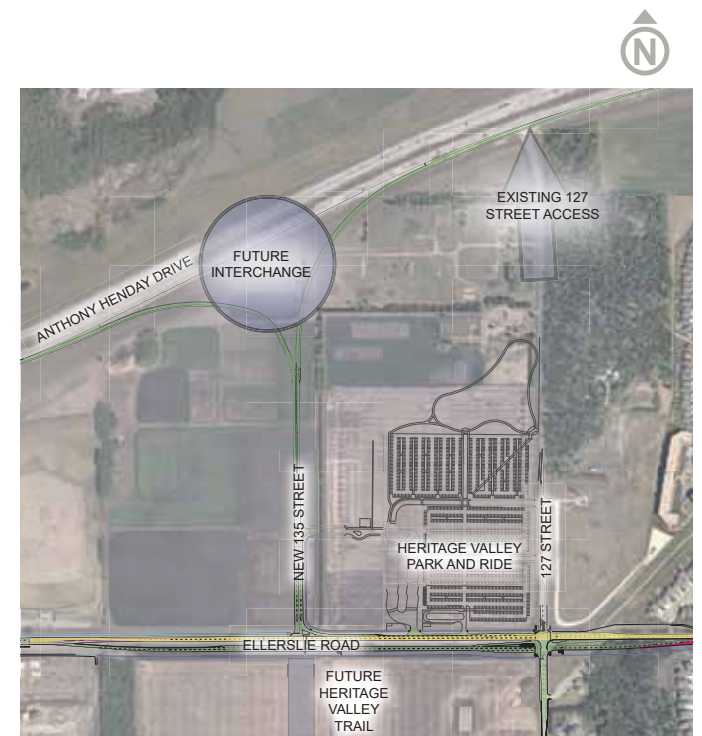 N
EXISTING 127
STREET ACCESS
FUTURE
INTERCHANGE
ANTHONY HENDAY DRIVE
NEW 135 STREET
127 STREET
HERITAGE VALLEY
PARK AND RIDE
ELLERSLIE ROAD
FUTURE
HERITAGE
VALLEY
TRAIL